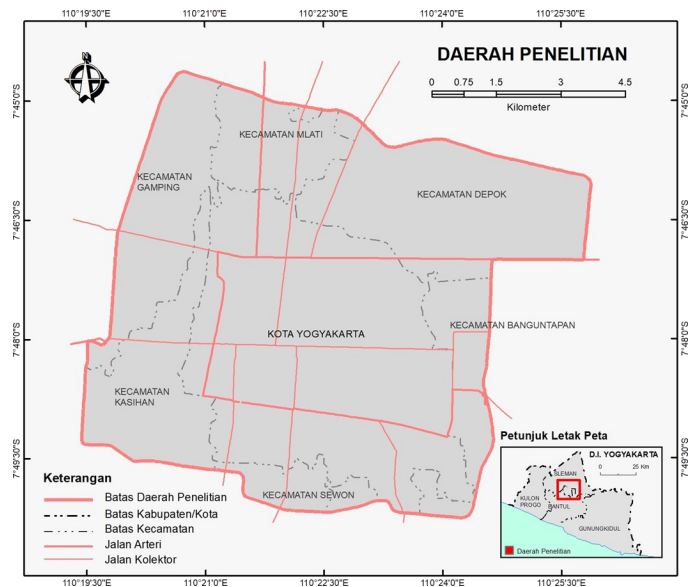 110°19'30"E 110°21'0"E 110°22'30"E 110°24'0"E 110°25'30"E
DAERAH PENELITIAN
0 0.75 1.5 3 4.5
Kilometer
7°45'0"S 7°45'0"S
KECAMATAN MLATI
KECAMATAN
GAMPING
KECAMATAN DEPOK
7°46'30"S 7°46'30"S
KECAMATAN BANGUNTAPAN
KOTA YOGYAKARTA
7°48'0"S 7°48'0"S
KECAMATAN
KASIHAN
7°49'30"S 7°49'30"S
KECAMATAN SEWON
Keterangan
Batas Daerah Penelitian
Batas Kabupaten/Kota
Batas Kecamatan
Jalan Arteri
Jalan Kolektor
Petunjuk Letak Peta
D.I. YOGYAKARTA
0 25 Km
SLEMAN
KULON
PROGO
BANTUL
GUNUNGKIDUL
Daerah Penelitian
110°19'30"E 110°21'0"E 110°22'30"E 110°24'0"E 110°25'30"E